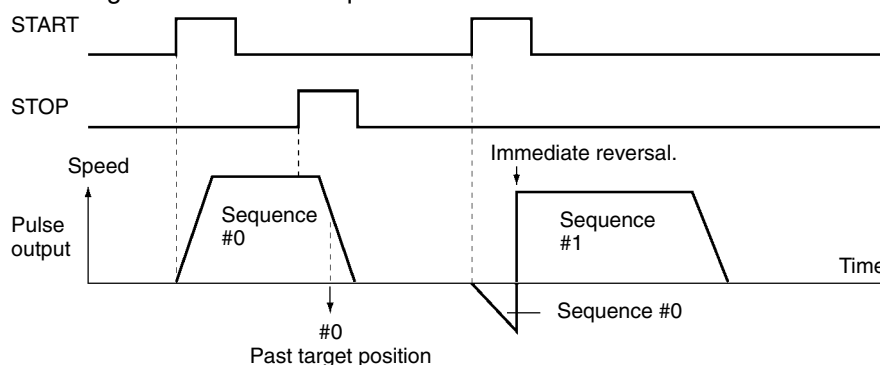 START
STOP
Immediate reversal.
Speed
Pulse
output
Sequence
#0
Sequence
#1
Time
Sequence #0
#0
Past target position